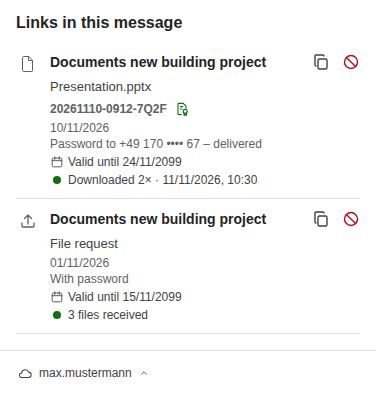 Links in this message
Documents new building project
Presentation.pptx
20261110-0912-7Q2F
10/11/2026
Password to +49 170 •••• 67 – delivered
Valid until 24/11/2099
Downloaded 2× · 11/11/2026, 10:30
Documents new building project
File request
01/11/2026
With password
Valid until 15/11/2099
3 files received
max.mustermann